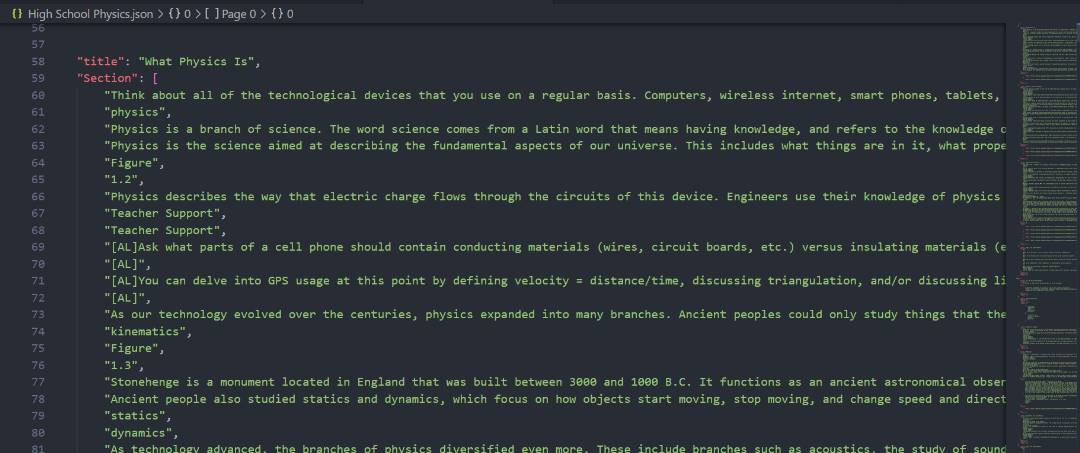 {} High School Physics.json > {} 0 > [ ] Page 0 > {} 0
56
57
58 "title": "What Physics Is",
59 "Section": [
60 "Think about all of the technological devices that you use on a regular basis. Computers, wireless internet, smart phones, tablets,
61 "physics",
62 "Physics is a branch of science. The word science comes from a Latin word that means having knowledge, and refers to the knowledge
63 "Physics is the science aimed at describing the fundamental aspects of our universe. This includes what things are in it, what prope
64 "Figure",
65 "1.2",
66 "Physics describes the way that electric charge flows through the circuits of this device. Engineers use their knowledge of physics
67 "Teacher Support",
68 "Teacher Support",
69 "[AL]Ask what parts of a cell phone should contain conducting materials (wires, circuit boards, etc.) versus insulating materials (e
70 "[AL]",
71 "[AL]You can delve into GPS usage at this point by defining velocity = distance/time, discussing triangulation, and/or discussing li
72 "[AL]",
73 "As our technology evolved over the centuries, physics expanded into many branches. Ancient peoples could only study things that the
74 "kinematics",
75 "Figure",
76 "1.3",
77 "Stonehenge is a monument located in England that was built between 3000 and 1000 B.C. It functions as an ancient astronomical obser
78 "Ancient people also studied statics and dynamics, which focus on how objects start moving, stop moving, and change speed and direct
79 "statics",
80 "dynamics",
81 "As technology advanced, the branches of physics diversified even more. These include branches such as acoustics, the study of sound